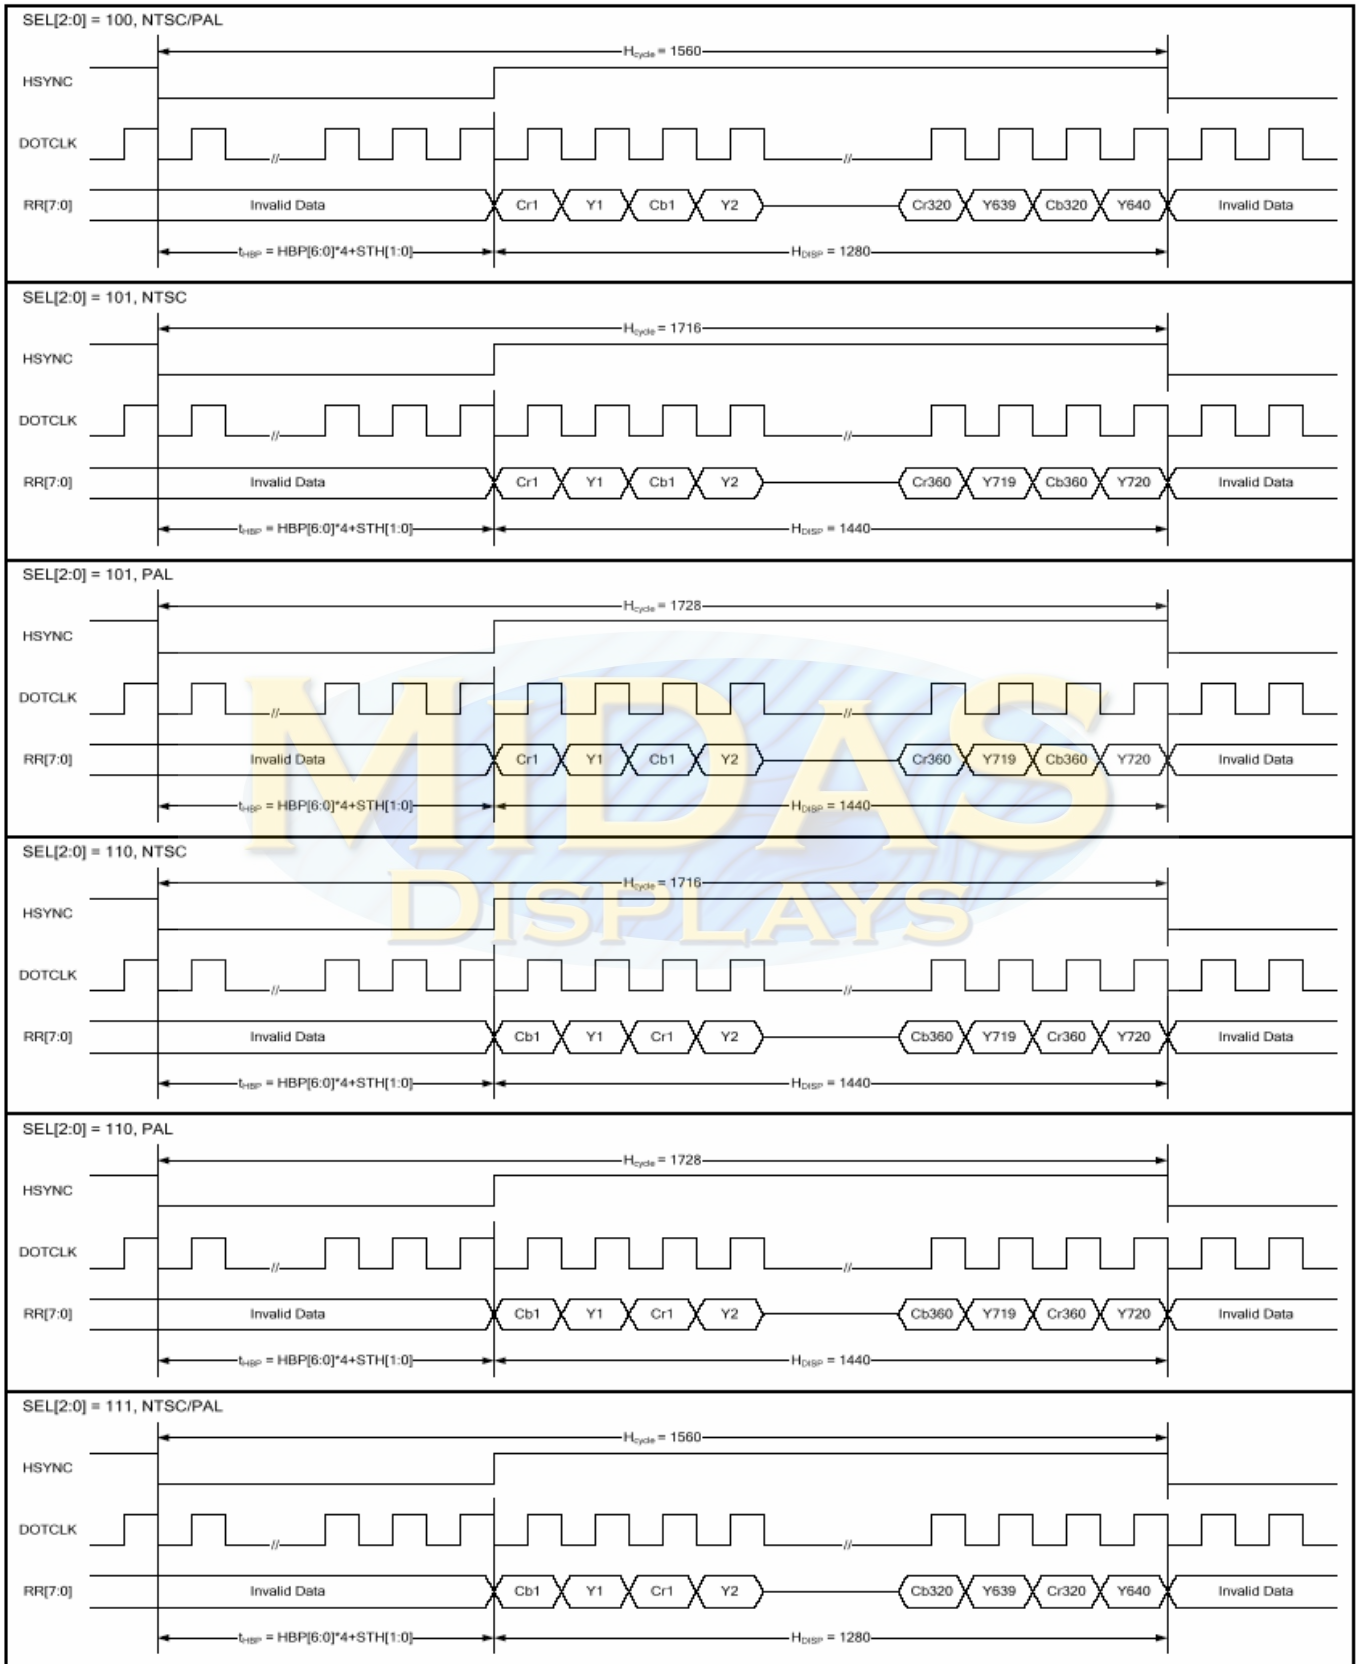 SEL[2:0] = 100, NTSC/PAL
Hcycle = 1560
HSYNC
DOTCLK
// //
RR[7:0] Invalid Data Cr1 Y1 Cb1 Y2 Cr320 Y639 Cb320 Y640 Invalid Data
tHBP = HBP[6:0]*4+STH[1:0] HDISP = 1280
SEL[2:0] = 101, NTSC
Hcycle = 1716
HSYNC
DOTCLK
// //
RR[7:0] Invalid Data Cr1 Y1 Cb1 Y2 Cr360 Y719 Cb360 Y720 Invalid Data
tHBP = HBP[6:0]*4+STH[1:0] HDISP = 1440
SEL[2:0] = 101, PAL
Hcycle = 1728
HSYNC
DOTCLK
// //
RR[7:0] Invalid Data Cr1 Y1 Cb1 Y2 Cr360 Y719 Cb360 Y720 Invalid Data
tHBP = HBP[6:0]*4+STH[1:0] HDISP = 1440
MIDAS
DISPLAYS
SEL[2:0] = 110, NTSC
Hcycle = 1716
HSYNC
DOTCLK
// //
RR[7:0] Invalid Data Cb1 Y1 Cr1 Y2 Cb360 Y719 Cr360 Y720 Invalid Data
tHBP = HBP[6:0]*4+STH[1:0] HDISP = 1440
SEL[2:0] = 110, PAL
Hcycle = 1728
HSYNC
DOTCLK
// //
RR[7:0] Invalid Data Cb1 Y1 Cr1 Y2 Cb360 Y719 Cr360 Y720 Invalid Data
tHBP = HBP[6:0]*4+STH[1:0] HDISP = 1440
SEL[2:0] = 111, NTSC/PAL
Hcycle = 1560
HSYNC
DOTCLK
// //
RR[7:0] Invalid Data Cb1 Y1 Cr1 Y2 Cb320 Y639 Cr320 Y640 Invalid Data
tHBP = HBP[6:0]*4+STH[1:0] HDISP = 1280